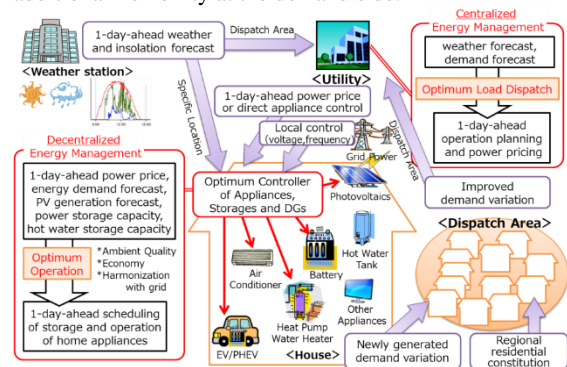 1-day-ahead weather
and insolation forecast
Dispatch Area
<Weather station>
<Utility>
Centralized
Energy Management
weather forecast,
demand forecast
Optimum Load Dispatch
1-day-ahead
operation planning
and power pricing
Specific Location
1-day-ahead power price
or direct appliance control
Local control
(voltage,frequency)
Dispatch Area
Grid Power
Decentralized
Energy Management
1-day-ahead power price,
energy demand forecast,
PV generation forecast,
power storage capacity,
hot water storage capacity
Optimum
Operation
*Ambient Quality
*Economy
*Harmonization
with grid
1-day-ahead scheduling
of storage and operation
of home appliances
Optimum Controller
of Appliances,
Storages and DGs
Photovoltaics
Air
Conditioner
Battery
Hot Water
Tank
Other
Appliances
Heat Pump
Water Heater
EV/PHEV
<House>
Improved
demand variation
<Dispatch Area>
Newly generated
demand variation
Regional
residential
constitution